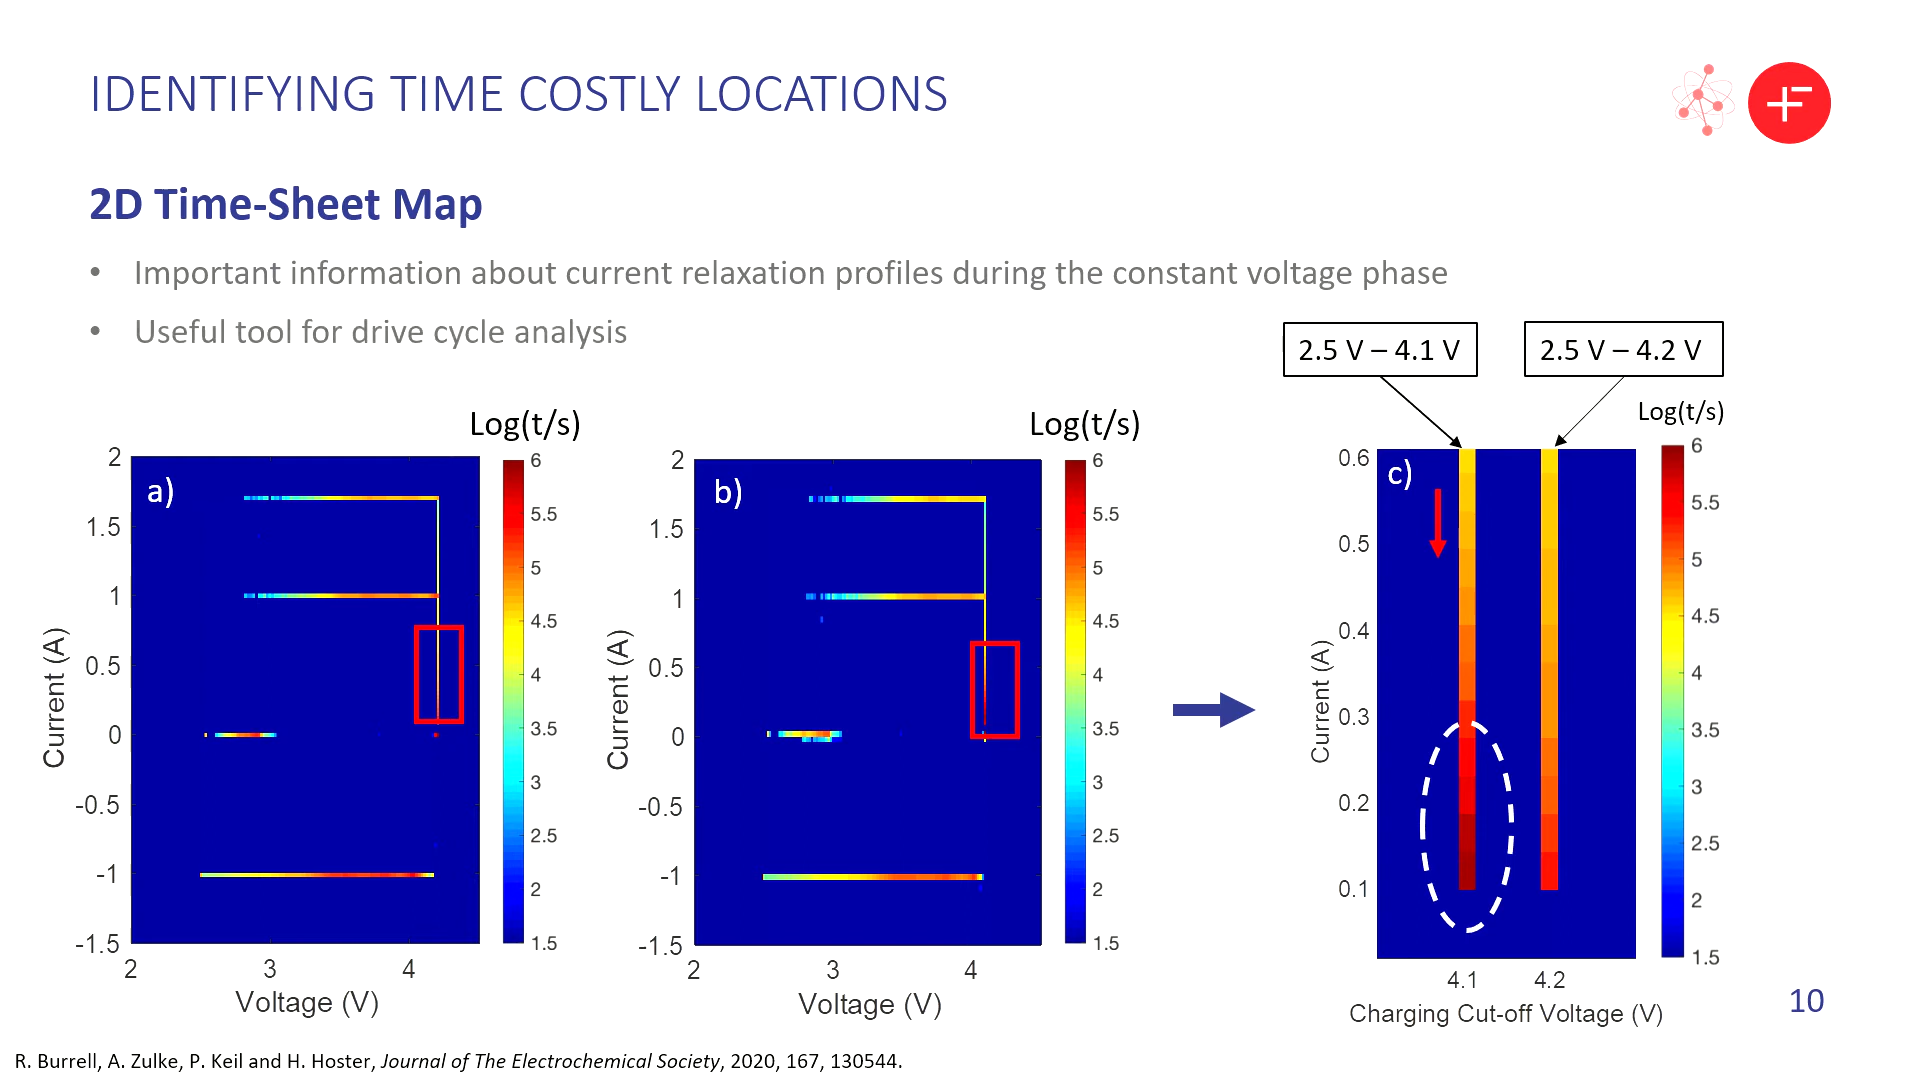 IDENTIFYING TIME COSTLY LOCATIONS
2D Time-Sheet Map
• Important information about current relaxation profiles during the constant voltage phase
• Useful tool for drive cycle analysis
2.5 V – 4.1 V
2.5 V – 4.2 V
Log(t/s)
a)
2
1.5
1
0.5
0
-0.5
-1
-1.5
Current (A)
2 3 4
Voltage (V)
6
5.5
5
4.5
4
3.5
3
2.5
2
1.5
Log(t/s)
b)
2
1.5
1
0.5
0
-0.5
-1
-1.5
Current (A)
2 3 4
Voltage (V)
6
5.5
5
4.5
4
3.5
3
2.5
2
1.5
Log(t/s)
c)
0.6
0.5
0.4
0.3
0.2
0.1
Current (A)
4.1 4.2
Charging Cut-off Voltage (V)
6
5.5
5
4.5
4
3.5
3
2.5
2
1.5
10
R. Burrell, A. Zulke, P. Keil and H. Hoster, Journal of The Electrochemical Society, 2020, 167, 130544.